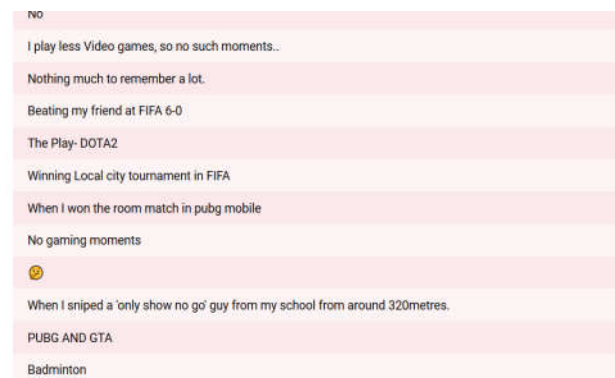 No
I play less Video games, so no such moments..
Nothing much to remember a lot.
Beating my friend at FIFA 6-0
The Play- DOTA2
Winning Local city tournament in FIFA
When I won the room match in pubg mobile
No gaming moments
🤔
When I sniped a 'only show no go' guy from my school from around 320metres.
PUBG AND GTA
Badminton